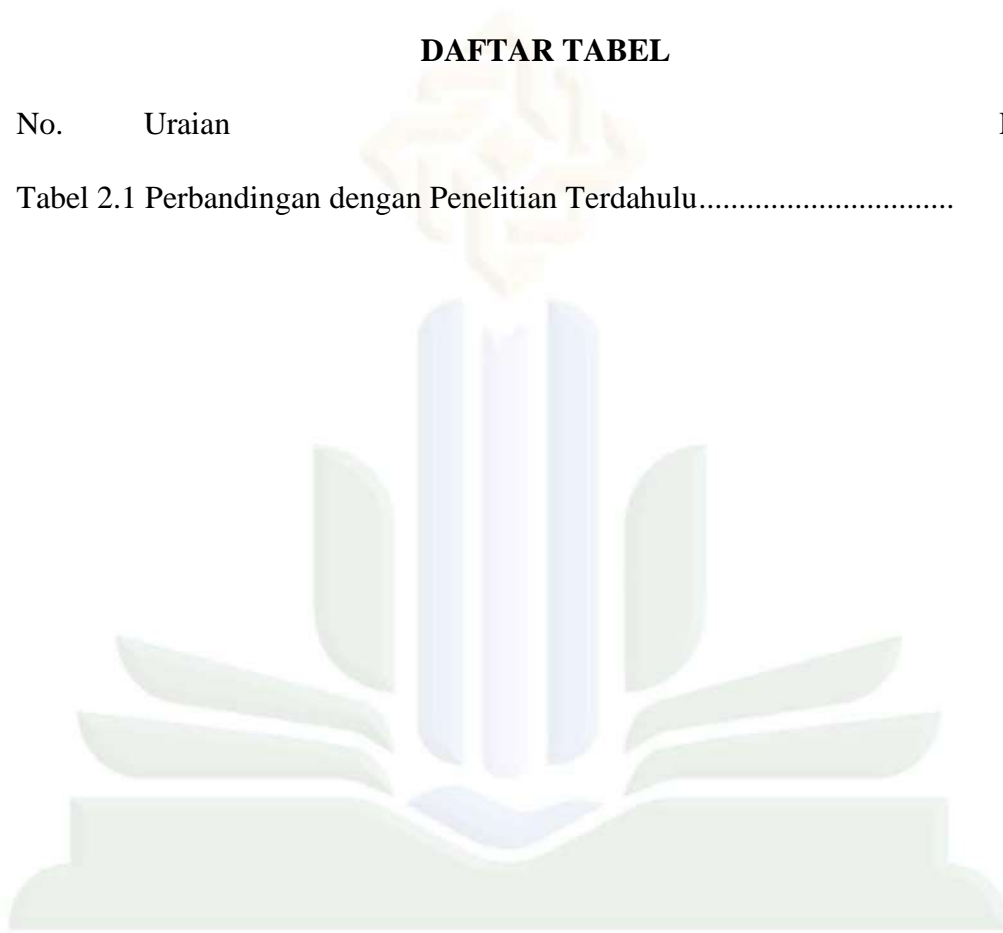 DAFTAR TABEL
No. Uraian
Tabel 2.1 Perbandingan dengan Penelitian Terdahulu................................